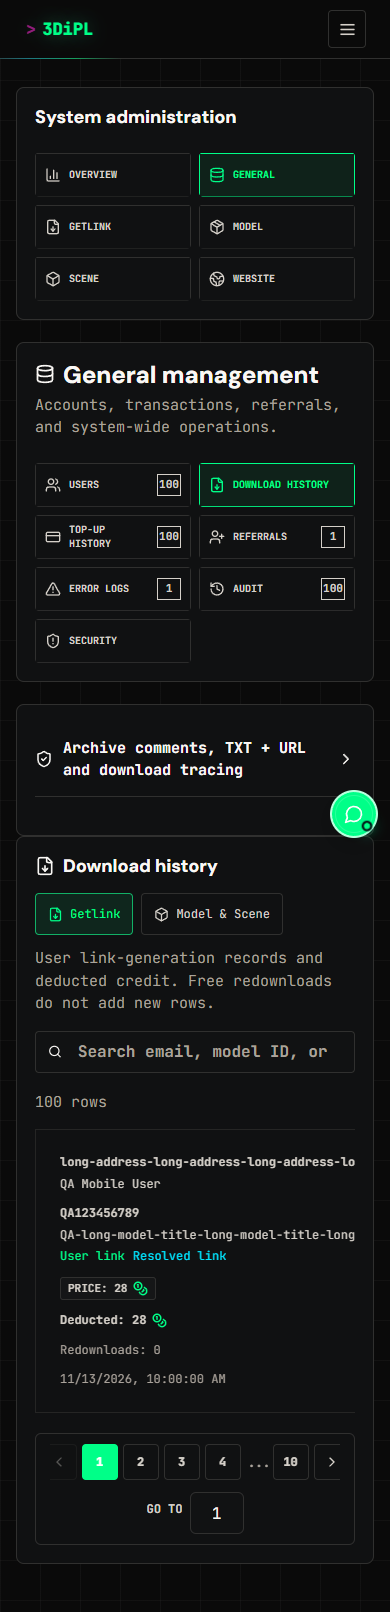 > 3DiPL
System administration
OVERVIEW
GENERAL
GETLINK
MODEL
SCENE
WEBSITE
General management
Accounts, transactions, referrals,
and system-wide operations.
USERS 100
DOWNLOAD HISTORY
TOP-UP
HISTORY 100
REFERRALS 1
ERROR LOGS 1
AUDIT 100
SECURITY
Archive comments, TXT + URL
and download tracing
Download history
Getlink
Model & Scene
User link-generation records and
deducted credit. Free redownloads
do not add new rows.
Search email, model ID, or
100 rows
long-address-long-address-long-address-lo
QA Mobile User
QA123456789
QA-long-model-title-long-model-title-long
User link Resolved link
PRICE: 28
Deducted: 28
Redownloads: 0
11/13/2026, 10:00:00 AM
1 2 3 4 ... 10
GO TO 1